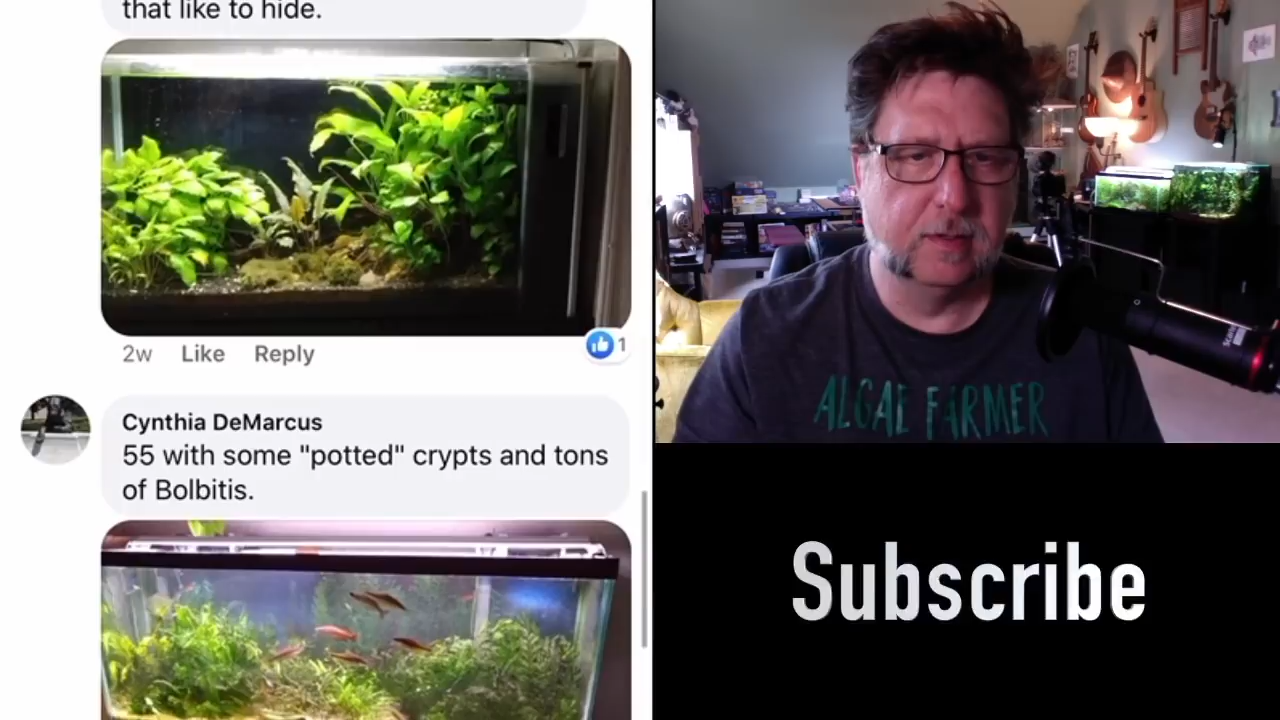 that like to hide.
2w Like Reply
1
Cynthia DeMarcus
55 with some "potted" crypts and tons
of Bolbitis.
ALGAE FARMER
Subscribe